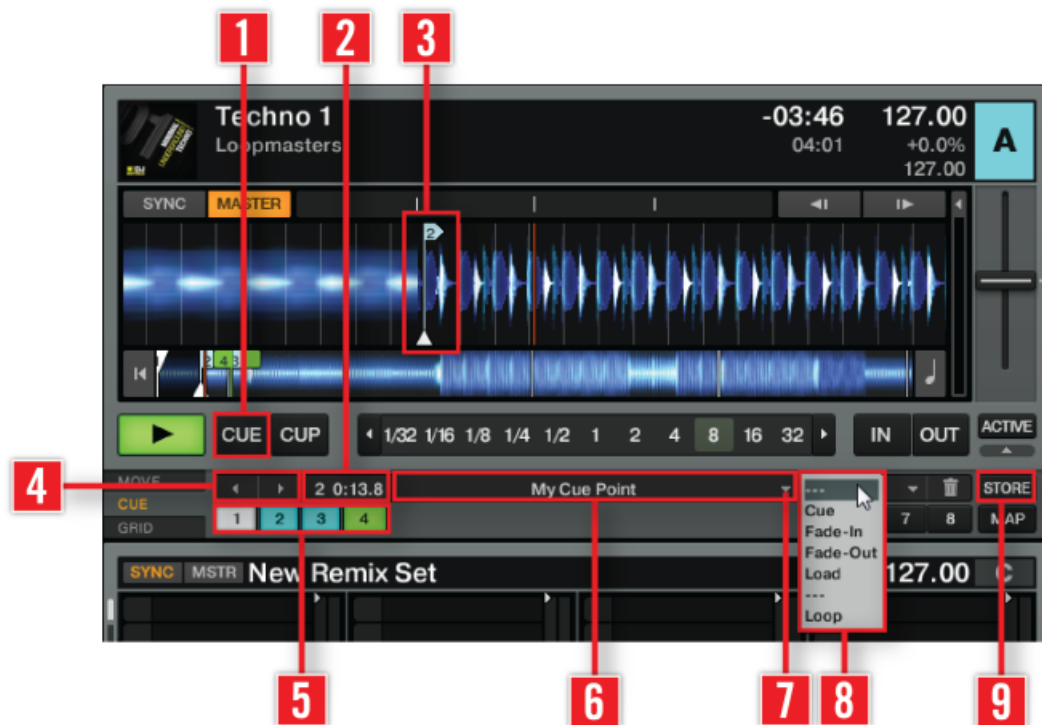 1 2 3
Techno 1 -03:46 127.00 A
Loopmasters 04:01 +0.0%
127.00
SYNC MASTER
2
2 4 3
CUE CUP 1/32 1/16 1/8 1/4 1/2 1 2 4 8 16 32 IN OUT ACTIVE
4 MOVE 2 0:13.8 My Cue Point --- STORE
CUE Cue
1 2 3 4 7 8 MAP
GRID Fade-In
Fade-Out
SYNC MSTR New Remix Set Load 127.00 C
---
Loop
5 6 7 8 9